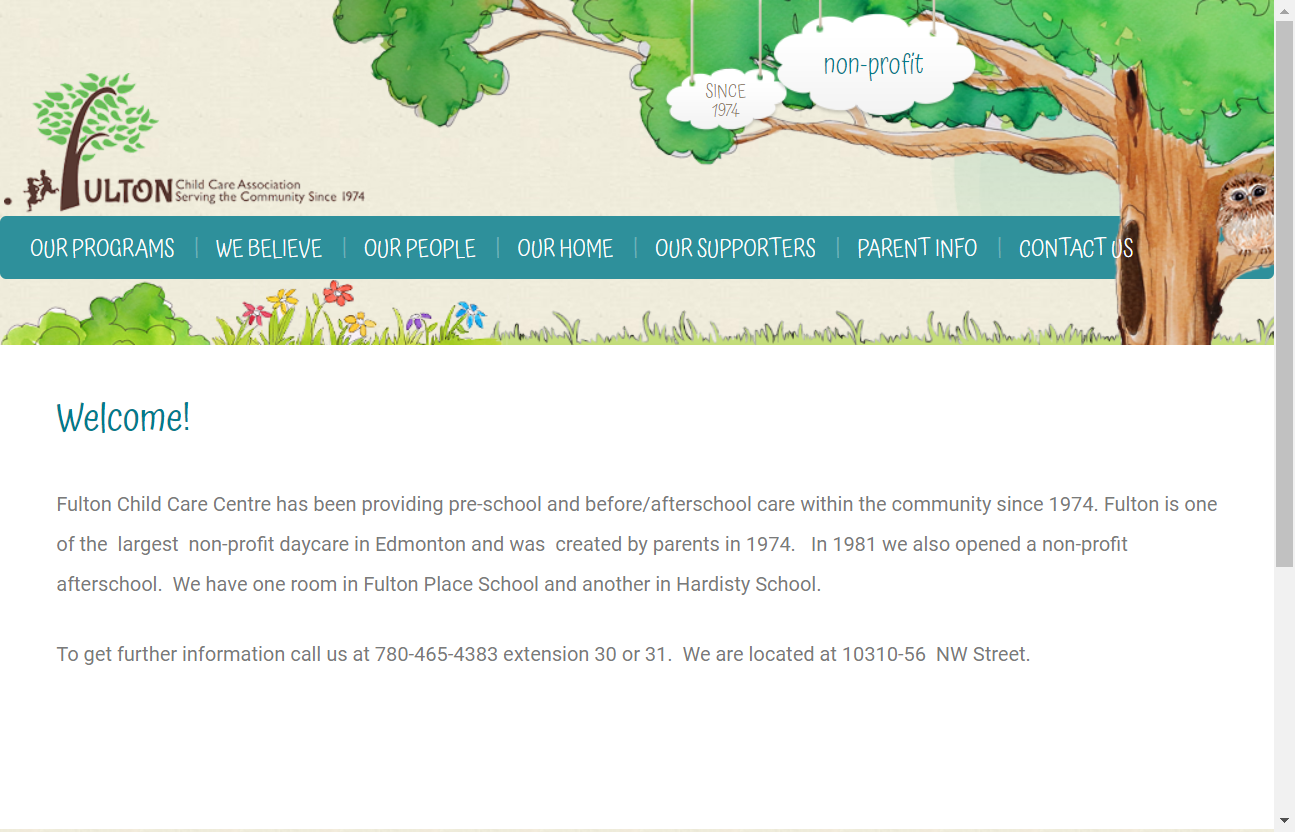 non-profit
SINCE
1974
FULTON Child Care Association
Serving the Community Since 1974
OUR PROGRAMS WE BELIEVE OUR PEOPLE OUR HOME OUR SUPPORTERS PARENT INFO CONTACT US
Welcome!
Fulton Child Care Centre has been providing pre-school and before/afterschool care within the community since 1974. Fulton is one
of the  largest  non-profit daycare in Edmonton and was  created by parents in 1974.   In 1981 we also opened a non-profit
afterschool.  We have one room in Fulton Place School and another in Hardisty School.
To get further information call us at 780-465-4383 extension 30 or 31.  We are located at 10310-56  NW Street.